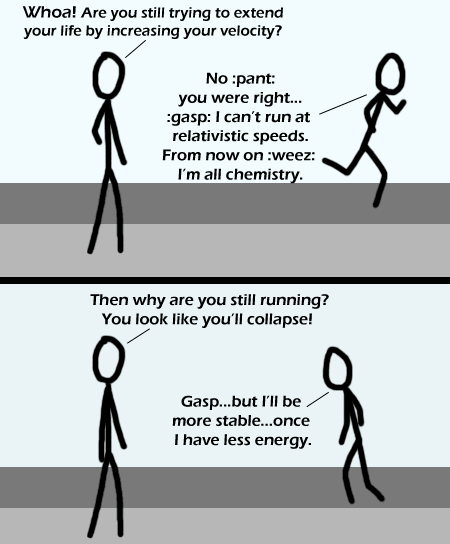 Whoa! Are you still trying to extend
your life by increasing your velocity?
No :pant:
you were right...
:gasp: I can't run at
relativistic speeds.
From now on :weez:
I'm all chemistry.
Then why are you still running?
You look like you'll collapse!
Gasp...but I'll be
more stable...once
I have less energy.